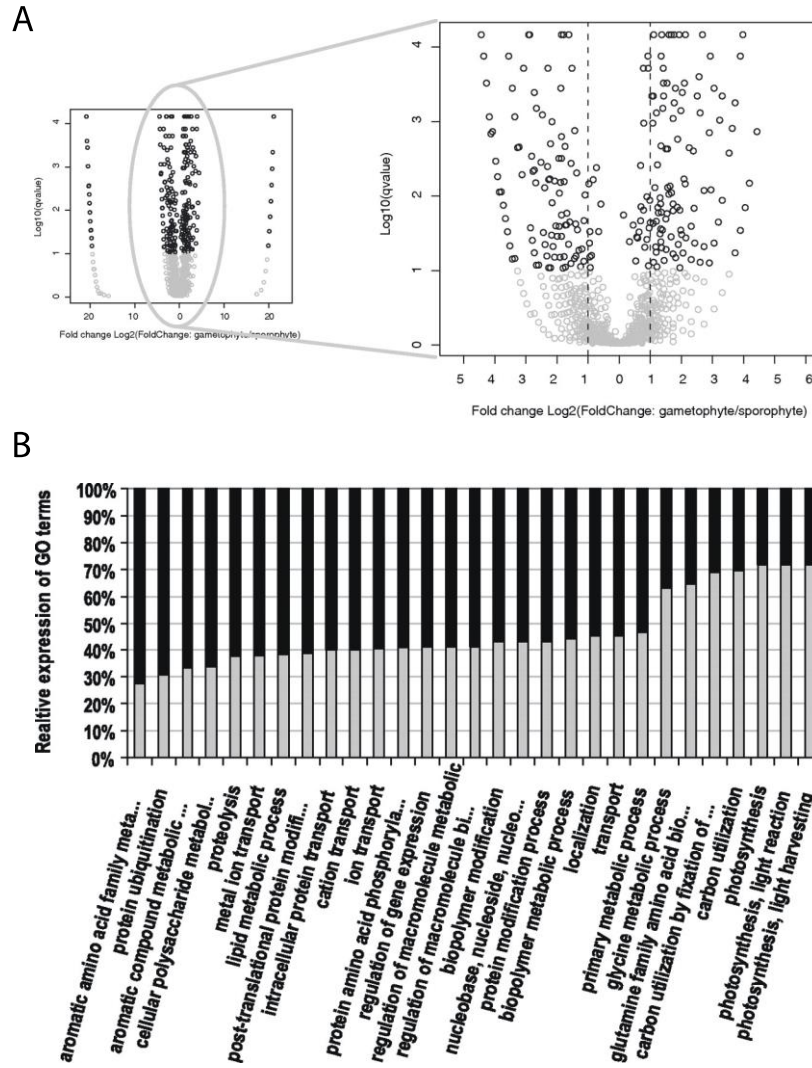 A
4
3
2
1
0
Log10(qvalue)
20 10 0 10 20
Fold change Log2(FoldChange: gametophyte/sporophyte)
4
3
2
1
0
Log10(qvalue)
5 4 3 2 1 0 1 2 3 4 5 6
Fold change Log2(FoldChange: gametophyte/sporophyte)
B
Realtive expression of GO terms
100%
90%
80%
70%
60%
50%
40%
30%
20%
10%
0%
aromatic amino acid family meta...
protein ubiquitination
aromatic compound metabolic ...
cellular polysaccharide metabol..
proteolysis
metal ion transport
lipid metabolic process
post-translational protein modifi...
intracellular protein transport
cation transport
ion transport
protein amino acid phosphoryla...
regulation of gene expression
regulation of macromolecule metabolic
regulation of macromolecule bi...
biopolymer modification
nucleobase, nucleoside, nucleo...
protein modification process
biopolymer metabolic process
localization
transport
primary metabolic process
glycine metabolic process
glutamine family amino acid bio...
carbon utilization by fixation of ...
carbon utilization
photosynthesis
photosynthesis, light reaction
photosynthesis, light harvesting